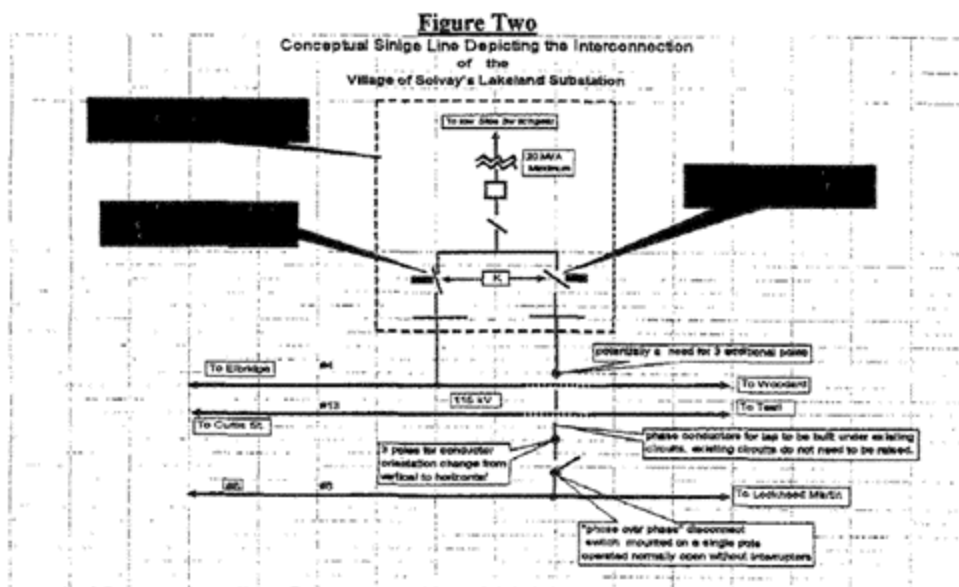 Figure Two
Conceptual Sinlge Line Depicting the Interconnection
of the
Village of Solvay's Lakeland Substation
To low side
20 MVA
Maximum
K
potentially a need for 3 additional poles
To Elbridge
#4
To Woodard
115 kV
#13
To Teall
To Curtis St.
phase conductors for tap to be built under existing
circuits, existing circuits do not need to be raised.
3 poles for conductor
orientation change from
vertical to horizontal
#5
To Lockheed Martin
"phase over phase" disconnect
switch mounted on a single pole
operated normally open without interrupters